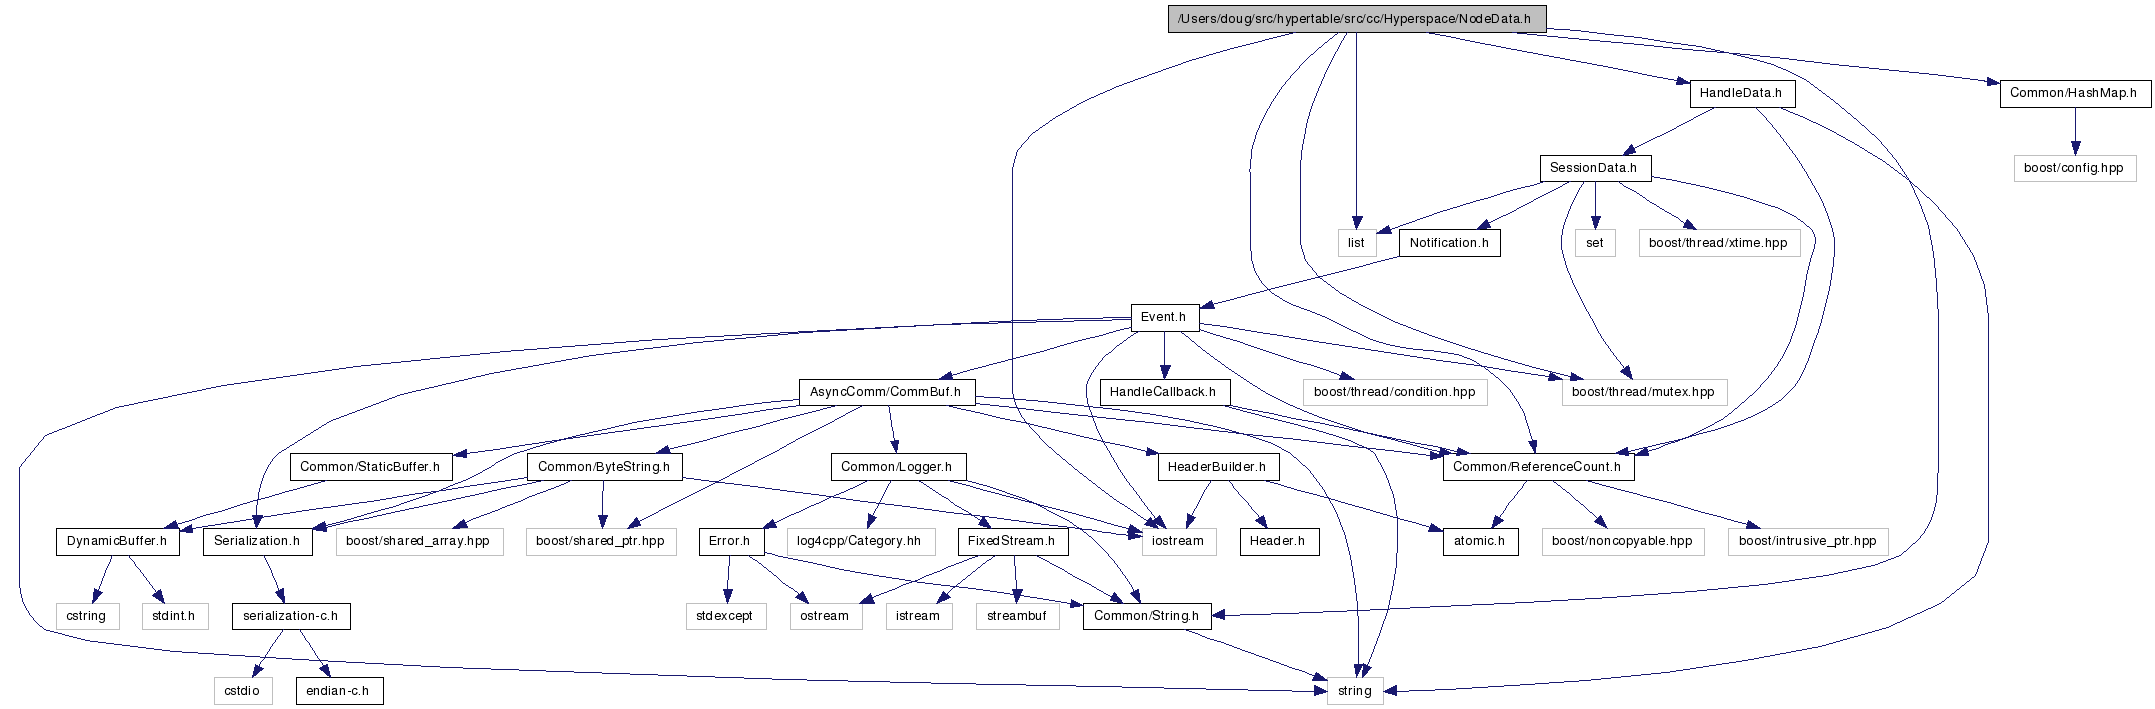 /Users/doug/src/hypertable/src/cc/Hyperspace/NodeData.h
HandleData.h
Common/HashMap.h
SessionData.h
boost/config.hpp
list
Notification.h
set
boost/thread/xtime.hpp
Event.h
AsyncComm/CommBuf.h
HandleCallback.h
boost/thread/condition.hpp
boost/thread/mutex.hpp
Common/StaticBuffer.h
Common/ByteString.h
Common/Logger.h
HeaderBuilder.h
Common/ReferenceCount.h
DynamicBuffer.h
Serialization.h
boost/shared_array.hpp
boost/shared_ptr.hpp
Error.h
log4cpp/Category.hh
FixedStream.h
iostream
Header.h
atomic.h
boost/noncopyable.hpp
boost/intrusive_ptr.hpp
cstring
stdint.h
serialization-c.h
stdexcept
ostream
istream
streambuf
Common/String.h
cstdio
endian-c.h
string